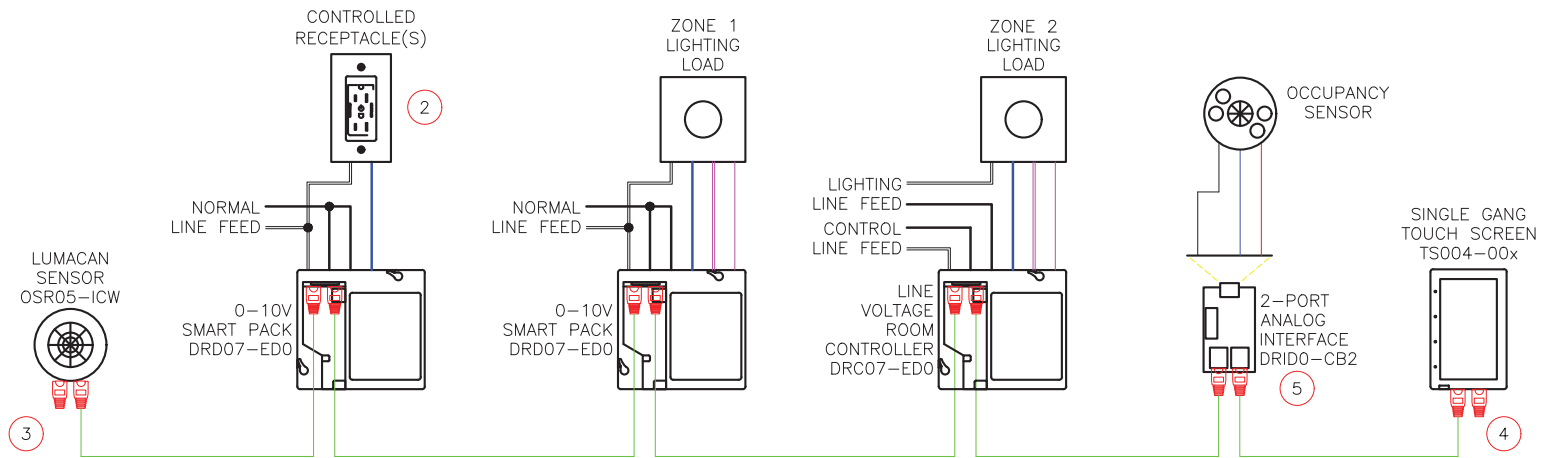 CONTROLLED
RECEPTACLE(S)
2
ZONE 1
LIGHTING
LOAD
ZONE 2
LIGHTING
LOAD
OCCUPANCY
SENSOR
NORMAL
LINE FEED
NORMAL
LINE FEED
LIGHTING
LINE FEED
CONTROL
LINE FEED
LUMACAN
SENSOR
OSR05-ICW
3
0-10V
SMART PACK
DRD07-ED0
0-10V
SMART PACK
DRD07-ED0
LINE
VOLTAGE
ROOM
CONTROLLER
DRC07-ED0
2-PORT
ANALOG
INTERFACE
DRID0-CB2
5
SINGLE GANG
TOUCH SCREEN
TS004-00x
4